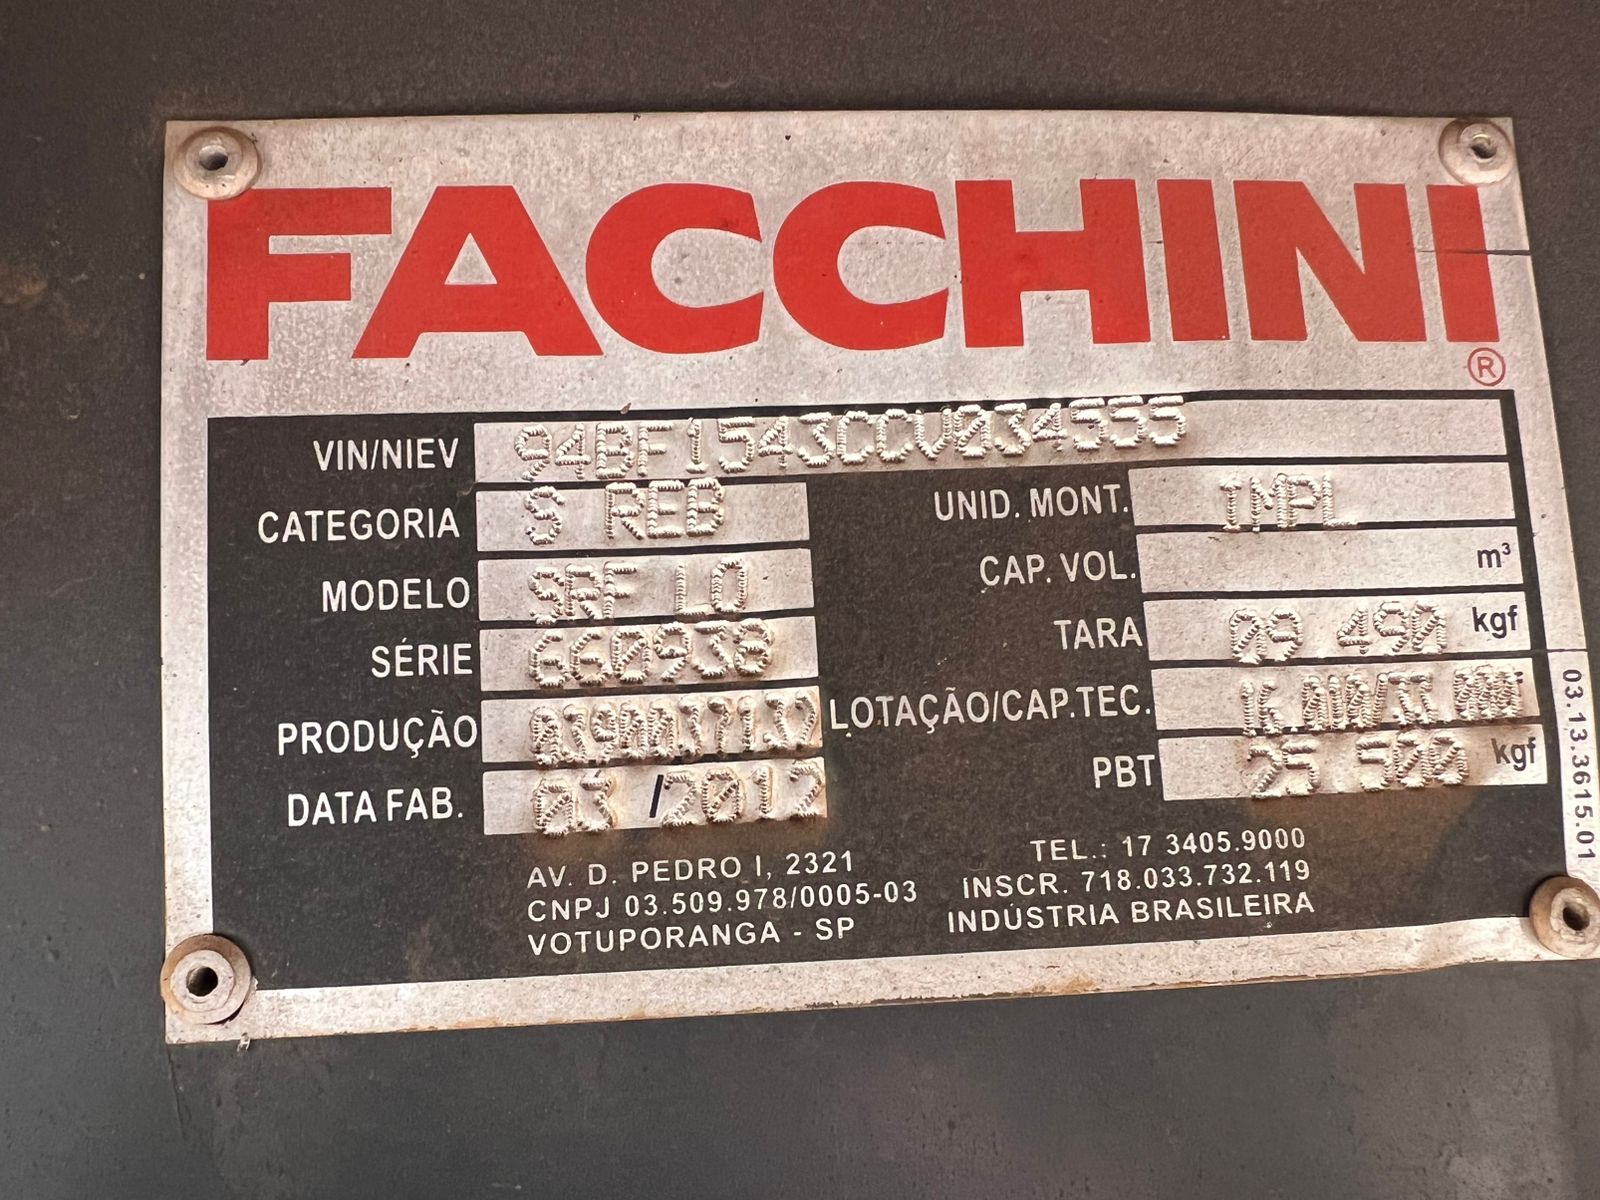 FACCHINI
®
VIN/NIEV 94BF1543CCV034555
CATEGORIA S REB UNID. MONT. IMPL
MODELO SRF LO CAP. VOL. m³
SÉRIE 660938 TARA 09 490 kgf
PRODUÇÃO LOTAÇÃO/CAP.TEC.
DATA FAB. 03 /2012 PBT 25 500 kgf
AV. D. PEDRO I, 2321 TEL.: 17 3405.9000
CNPJ 03.509.978/0005-03 INSCR. 718.033.732.119
VOTUPORANGA - SP INDÚSTRIA BRASILEIRA
03.13.3615.01